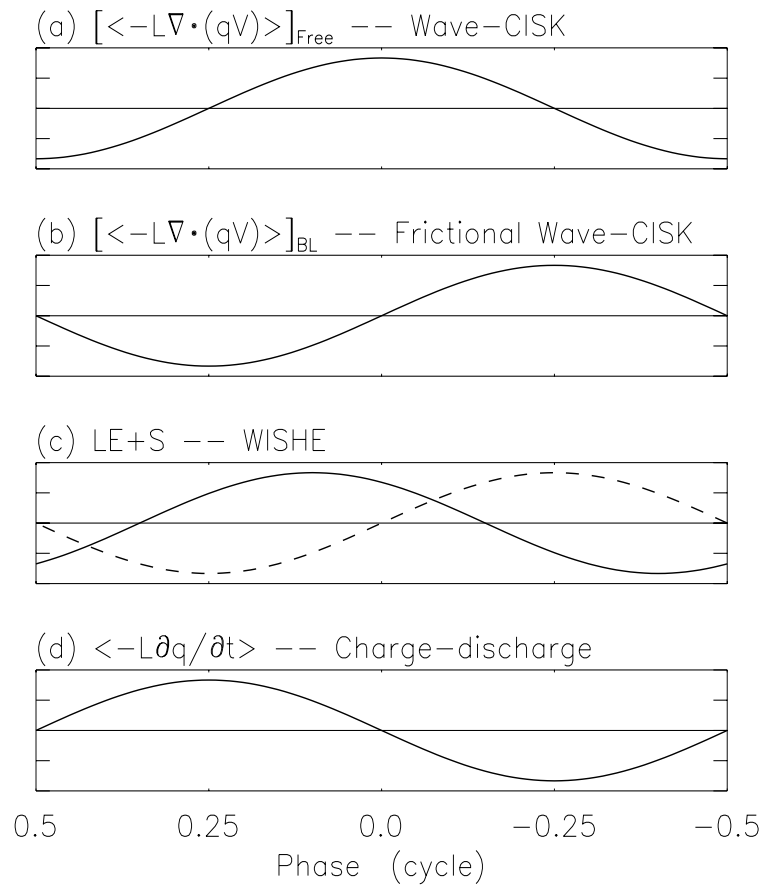 (a) [<−L∇·(qV)>]Free −− Wave−CISK
(b) [<−L∇·(qV)>]BL −− Frictional Wave−CISK
(c) LE+S −− WISHE
(d) <−L∂q/∂t> −− Charge−discharge
0.5 0.25 0.0 −0.25 −0.5
Phase (cycle)